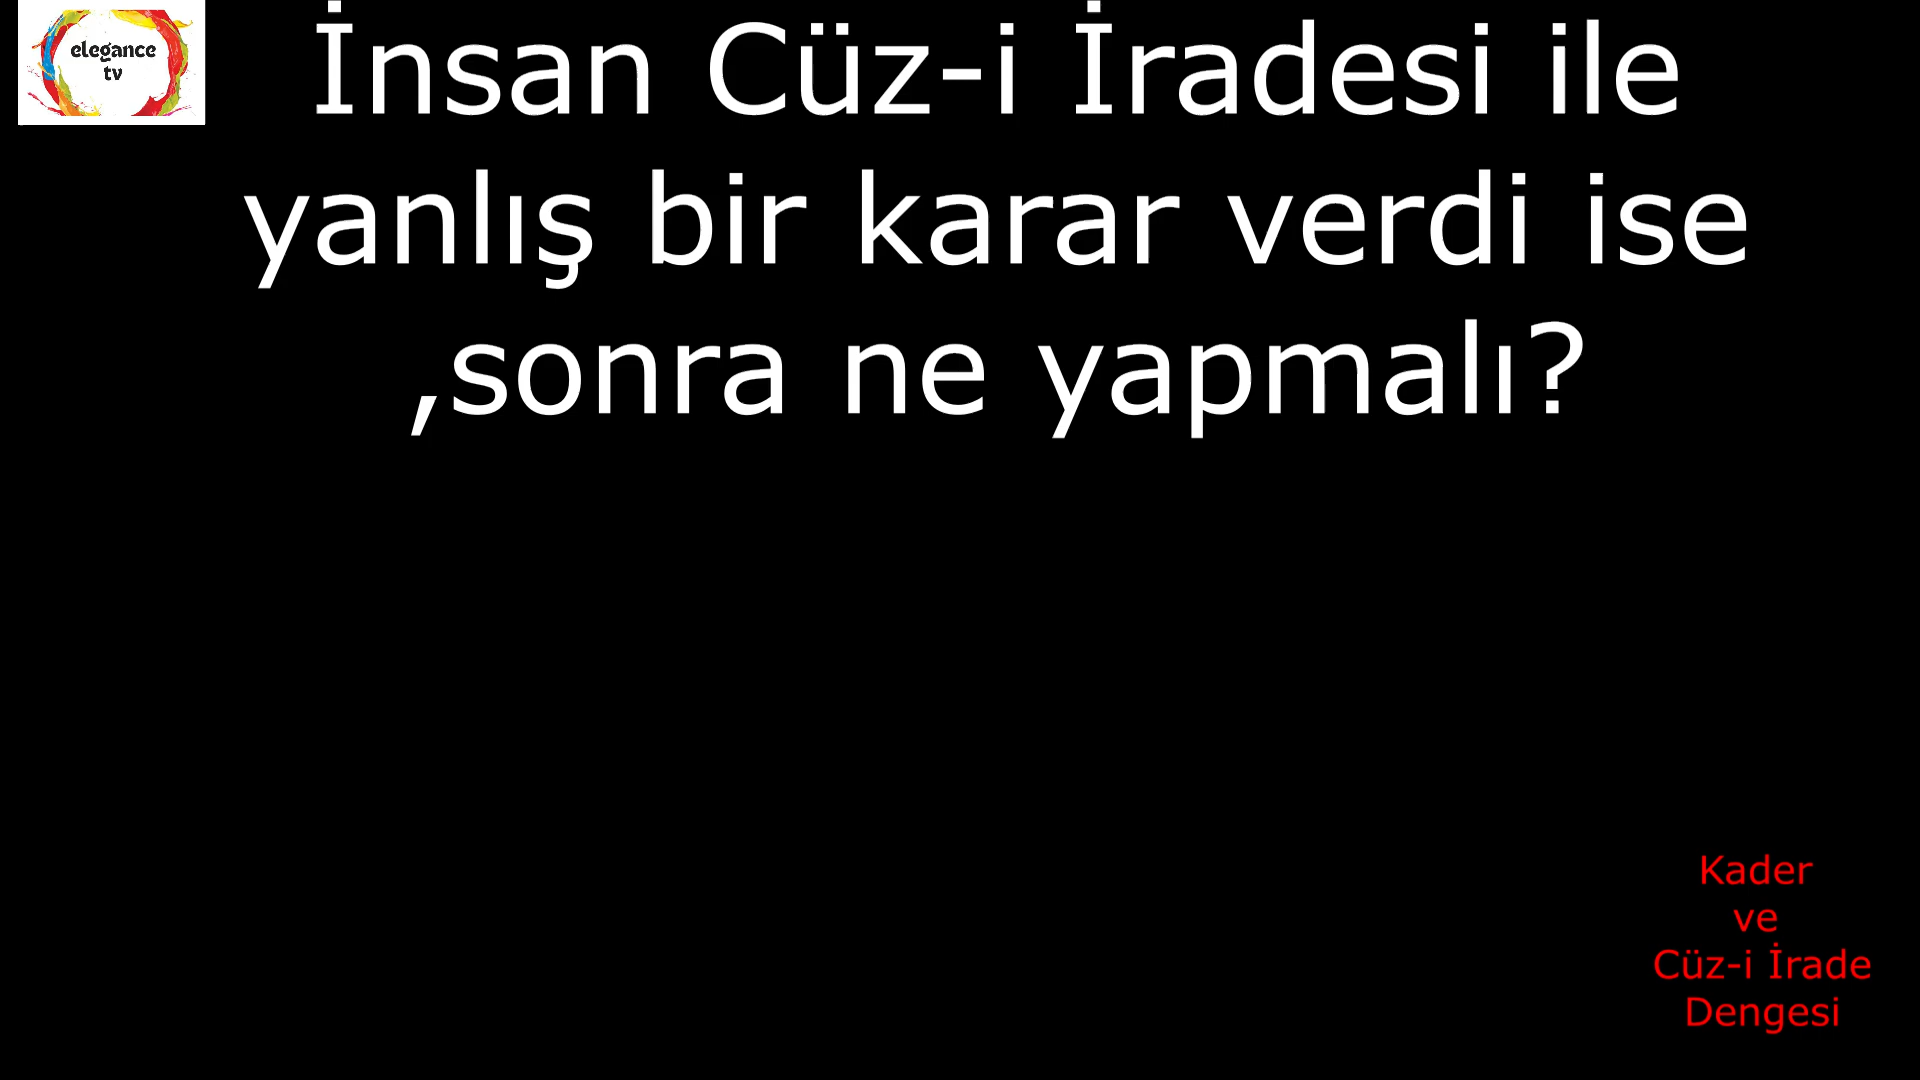 elegance
tv
İnsan Cüz-i İradesi ile
yanlış bir karar verdi ise
,sonra ne yapmalı?
Kader
ve
Cüz-i İrade
Dengesi